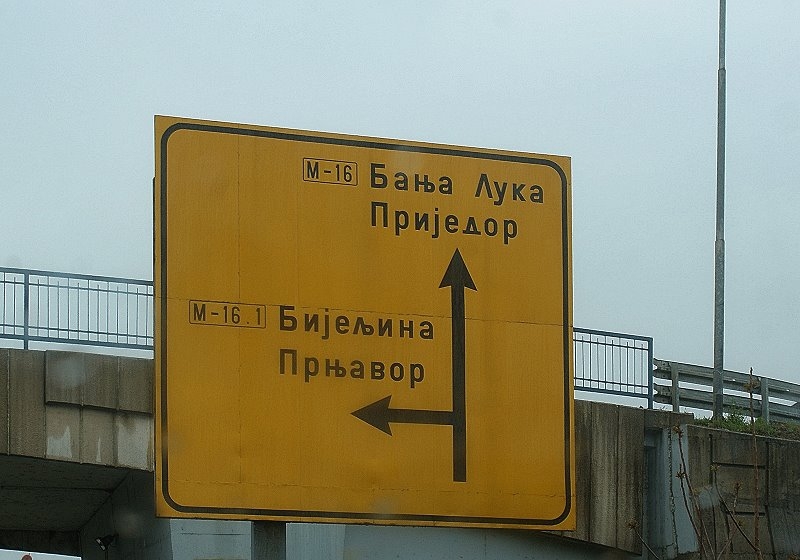 М-16 Бања Лука
Приједор
М-16.1 Бијељина
Прњавор